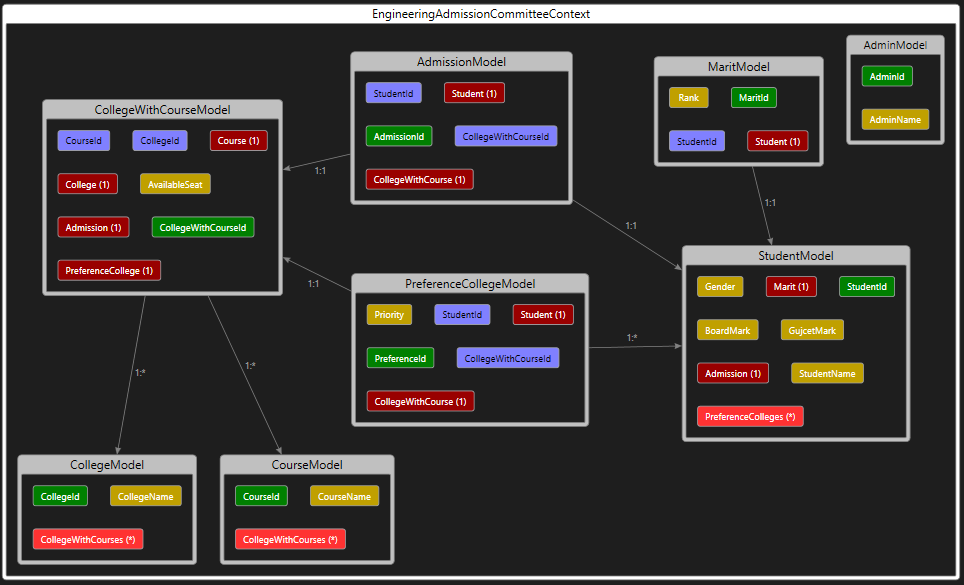 EngineeringAdmissionCommitteeContext
CollegeWithCourseModel
CourseId CollegeId Course (1)
College (1) AvailableSeat
Admission (1) CollegeWithCourseId
PreferenceCollege (1)
AdmissionModel
StudentId Student (1)
AdmissionId CollegeWithCourseId
CollegeWithCourse (1)
MaritModel
Rank MaritId
StudentId Student (1)
AdminModel
AdminId
AdminName
1:1
1:1
1:1
1:1
PreferenceCollegeModel
Priority StudentId Student (1)
PreferenceId CollegeWithCourseId
CollegeWithCourse (1)
1:*
StudentModel
Gender Marit (1) StudentId
BoardMark GujcetMark
Admission (1) StudentName
PreferenceColleges (*)
1:*
1:*
CollegeModel
CollegeId CollegeName
CollegeWithCourses (*)
CourseModel
CourseId CourseName
CollegeWithCourses (*)